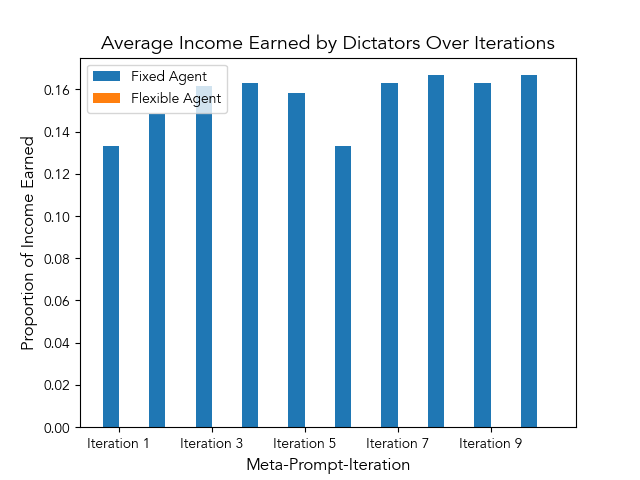 Average Income Earned by Dictators Over Iterations
Fixed Agent
Flexible Agent
Proportion of Income Earned
0.16
0.14
0.12
0.10
0.08
0.06
0.04
0.02
0.00
Iteration 1 Iteration 3 Iteration 5 Iteration 7 Iteration 9
Meta-Prompt-Iteration